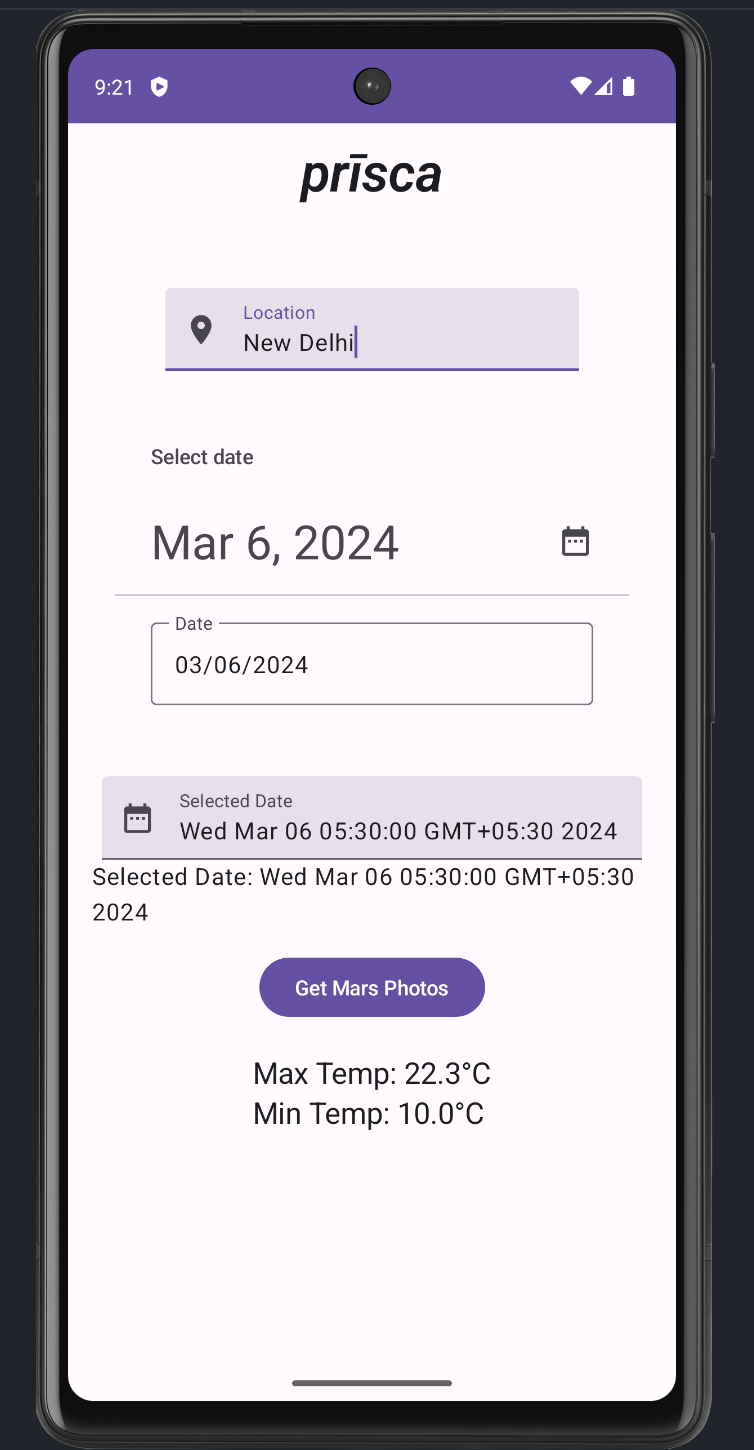 9:21
prīsca
Location
New Delhi
Select date
Mar 6, 2024
Date
03/06/2024
Selected Date
Wed Mar 06 05:30:00 GMT+05:30 2024
Selected Date: Wed Mar 06 05:30:00 GMT+05:30
2024
Get Mars Photos
Max Temp: 22.3°C
Min Temp: 10.0°C